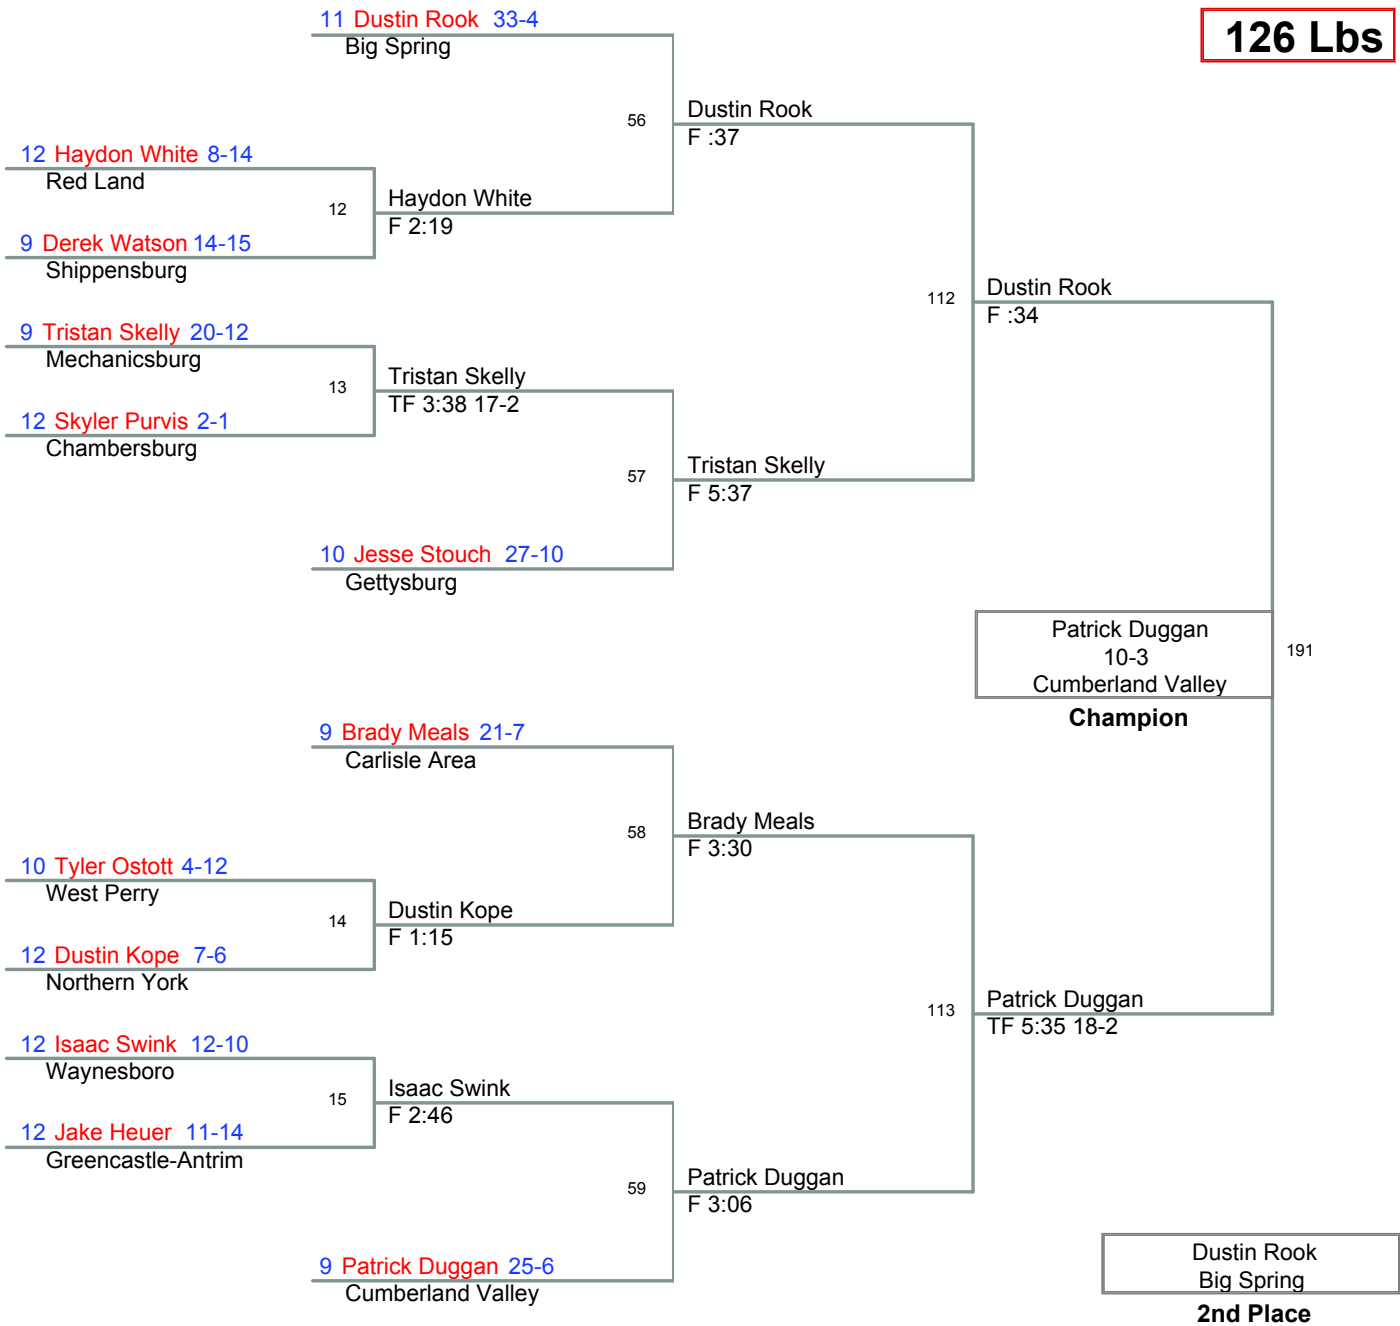 11 Dustin Rook 33-4
Big Spring
126 Lbs
56
Dustin Rook
F :37
12 Haydon White 8-14
Red Land
12
Haydon White
F 2:19
9 Derek Watson 14-15
Shippensburg
112
Dustin Rook
F :34
9 Tristan Skelly 20-12
Mechanicsburg
13
Tristan Skelly
TF 3:38 17-2
12 Skyler Purvis 2-1
Chambersburg
57
Tristan Skelly
F 5:37
10 Jesse Stouch 27-10
Gettysburg
Patrick Duggan
10-3
Cumberland Valley
Champion
191
9 Brady Meals 21-7
Carlisle Area
58
Brady Meals
F 3:30
10 Tyler Ostott 4-12
West Perry
14
Dustin Kope
F 1:15
12 Dustin Kope 7-6
Northern York
113
Patrick Duggan
TF 5:35 18-2
12 Isaac Swink 12-10
Waynesboro
15
Isaac Swink
F 2:46
12 Jake Heuer 11-14
Greencastle-Antrim
59
Patrick Duggan
F 3:06
9 Patrick Duggan 25-6
Cumberland Valley
Dustin Rook
Big Spring
2nd Place